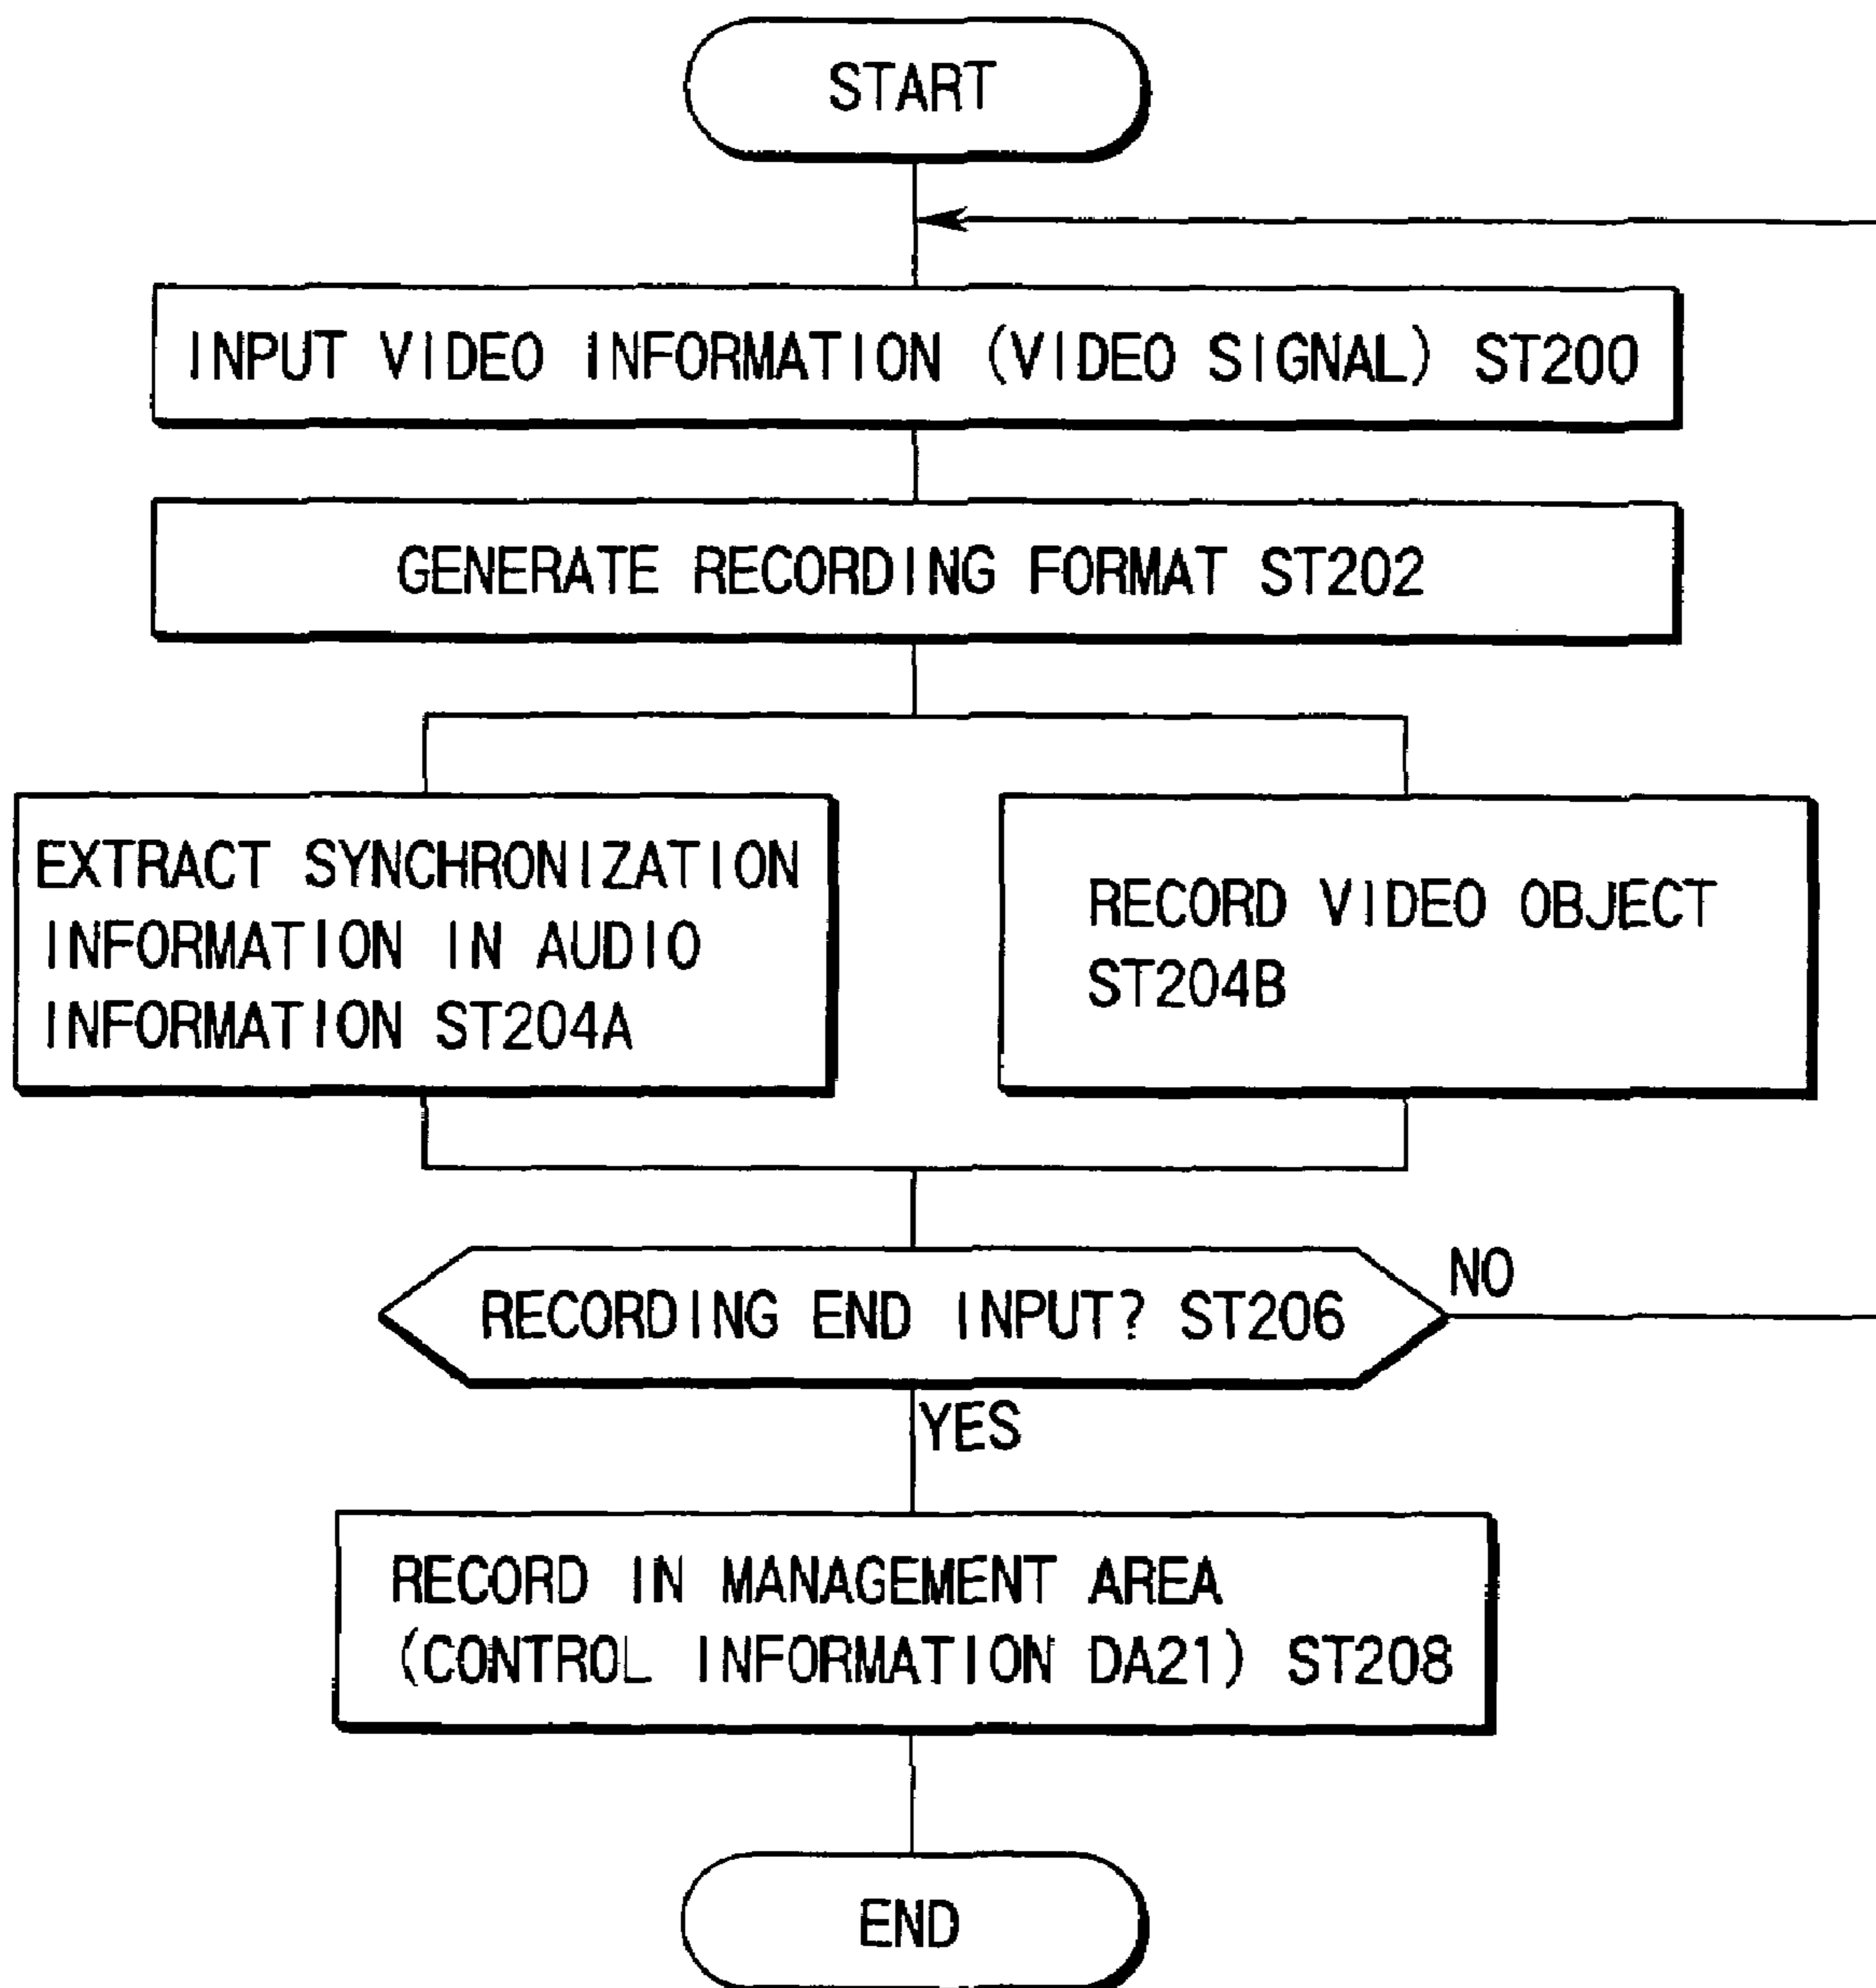 START
INPUT VIDEO INFORMATION (VIDEO SIGNAL) ST200
GENERATE RECORDING FORMAT ST202
EXTRACT SYNCHRONIZATION
INFORMATION IN AUDIO
INFORMATION ST204A
RECORD VIDEO OBJECT
ST204B
RECORDING END INPUT? ST206
NO
YES
RECORD IN MANAGEMENT AREA
(CONTROL INFORMATION DA21) ST208
END